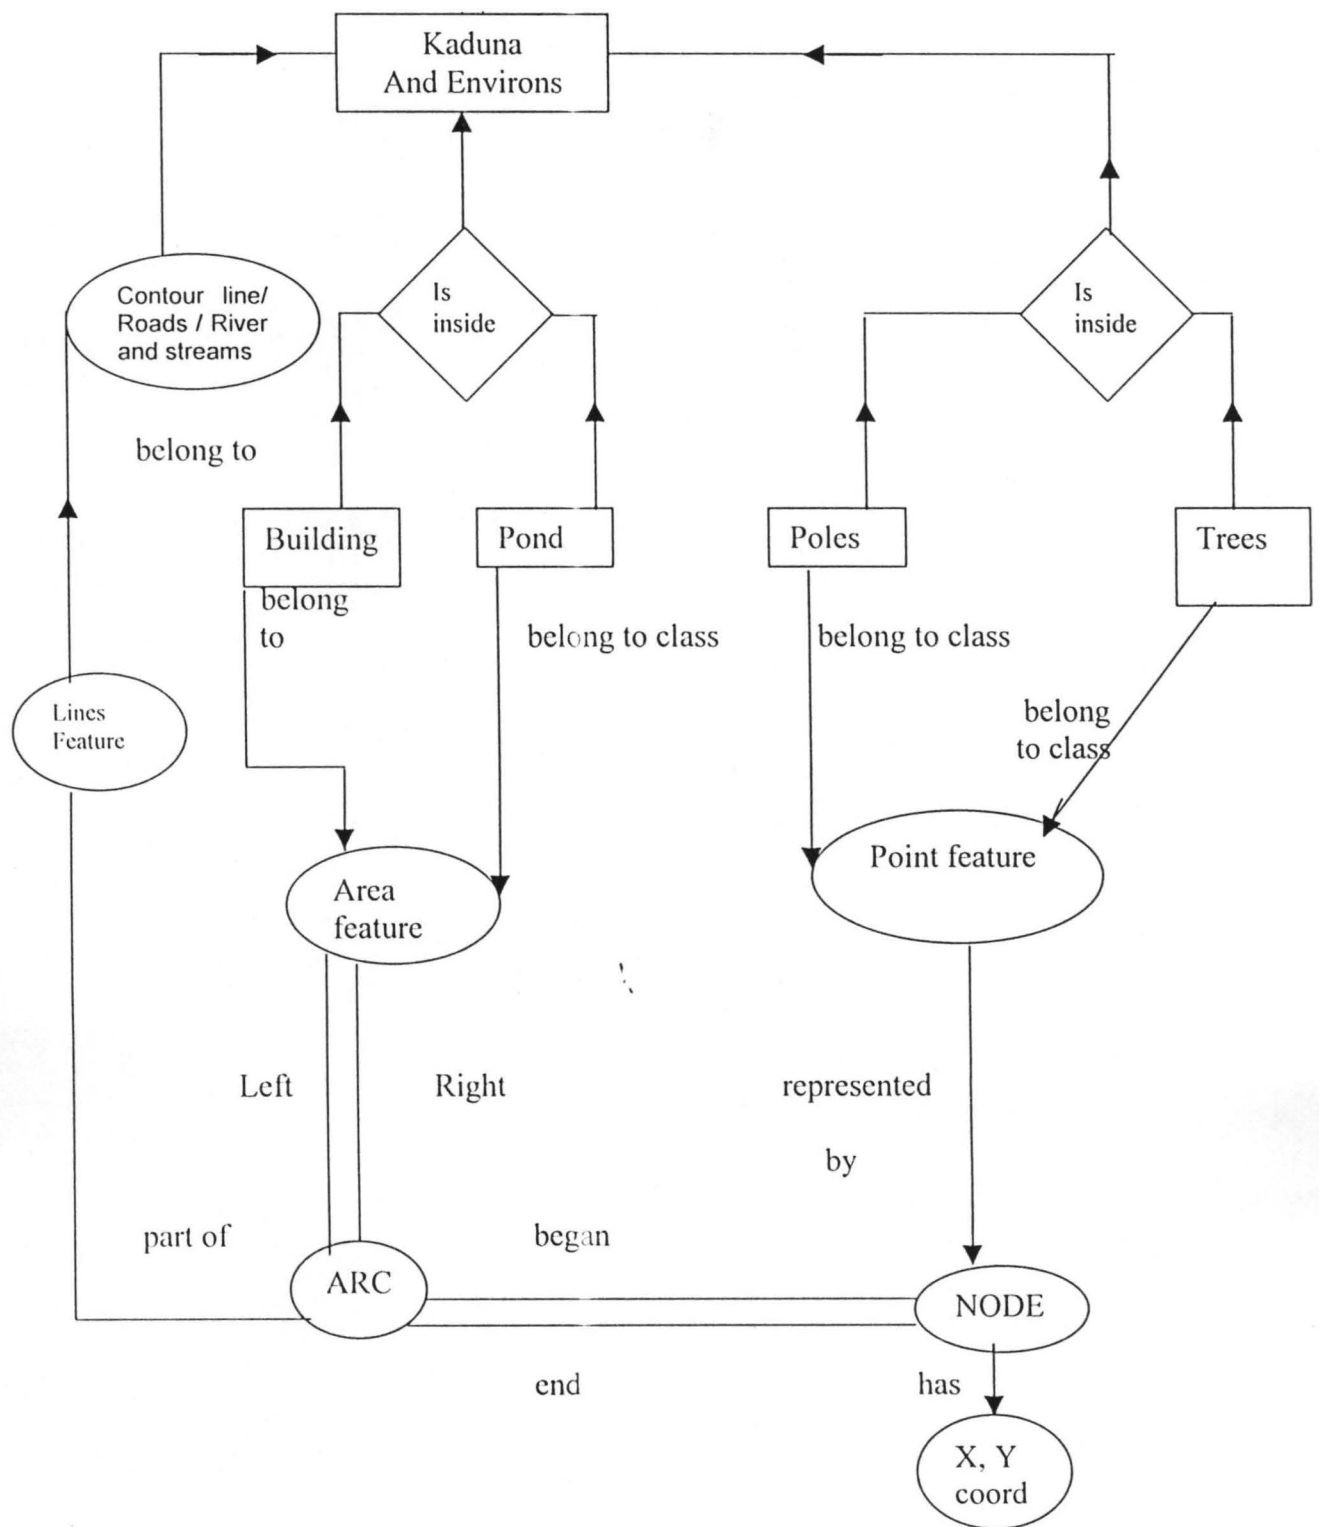 Kaduna
And Environs
Contour line/
Roads / River
and streams
Is
inside
Is
inside
belong to
Building
Pond
Poles
Trees
belong
to
belong to class
belong to class
belong
to class
Lines
Feature
Area
feature
Point feature
Left
Right
represented
by
part of
began
ARC
NODE
end
has
X, Y
coord